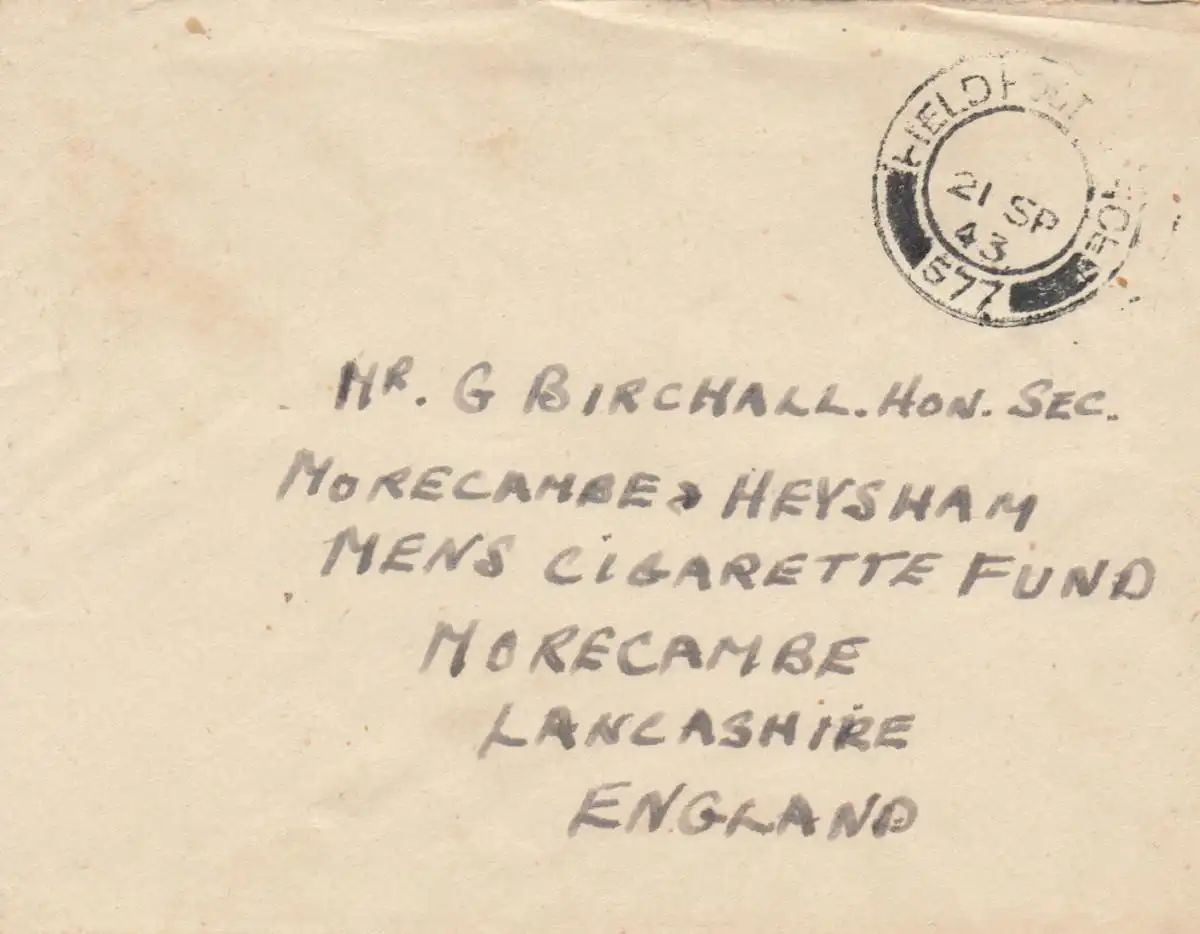 FIELD POST OFFICE
21 SP
43
577
MR. G BIRCHALL. HON. SEC.
MORECAMBE & HEYSHAM
MENS CIGARETTE FUND
MORECAMBE
LANCASHIRE
ENGLAND